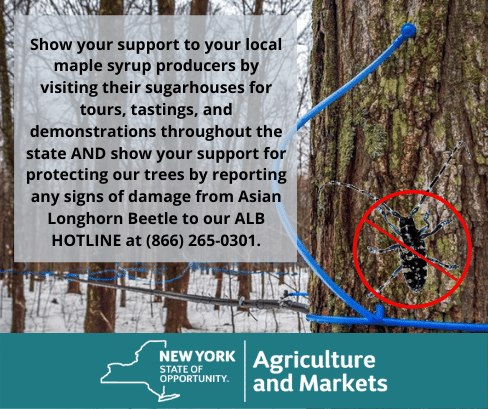 Show your support to your local
maple syrup producers by
visiting their sugarhouses for
tours, tastings, and
demonstrations throughout the
state AND show your support for
protecting our trees by reporting
any signs of damage from Asian
Longhorn Beetle to our ALB
HOTLINE at (866) 265-0301.
NEW YORK
STATE OF
OPPORTUNITY.
Agriculture
and Markets